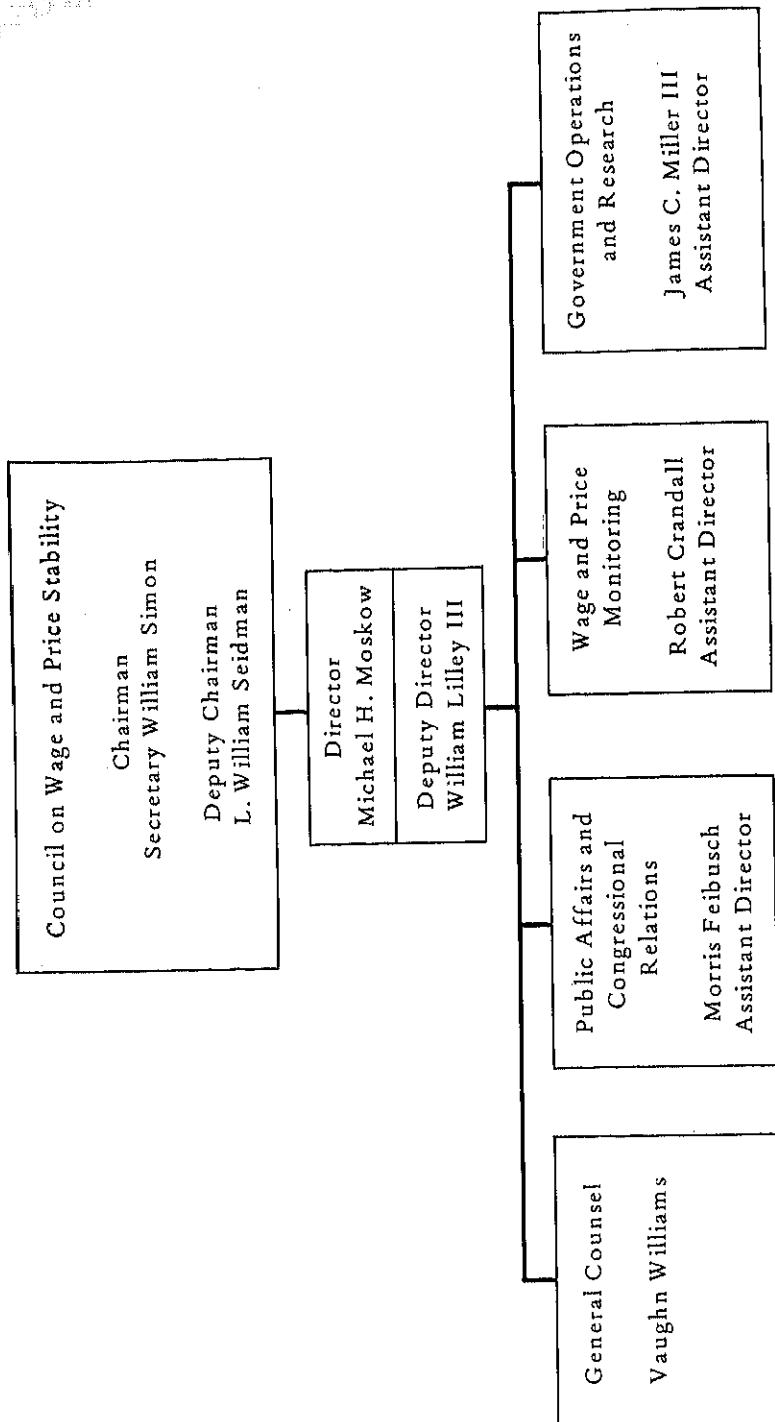 Council on Wage and Price Stability
Chairman
Secretary William Simon
Deputy Chairman
L. William Seidman
Director
Michael H. Moskow
Deputy Director
William Lilley III
General Counsel
Vaughn Williams
Public Affairs and
Congressional
Relations
Morris Feibusch
Assistant Director
Wage and Price
Monitoring
Robert Crandall
Assistant Director
Government Operations
and Research
James C. Miller III
Assistant Director